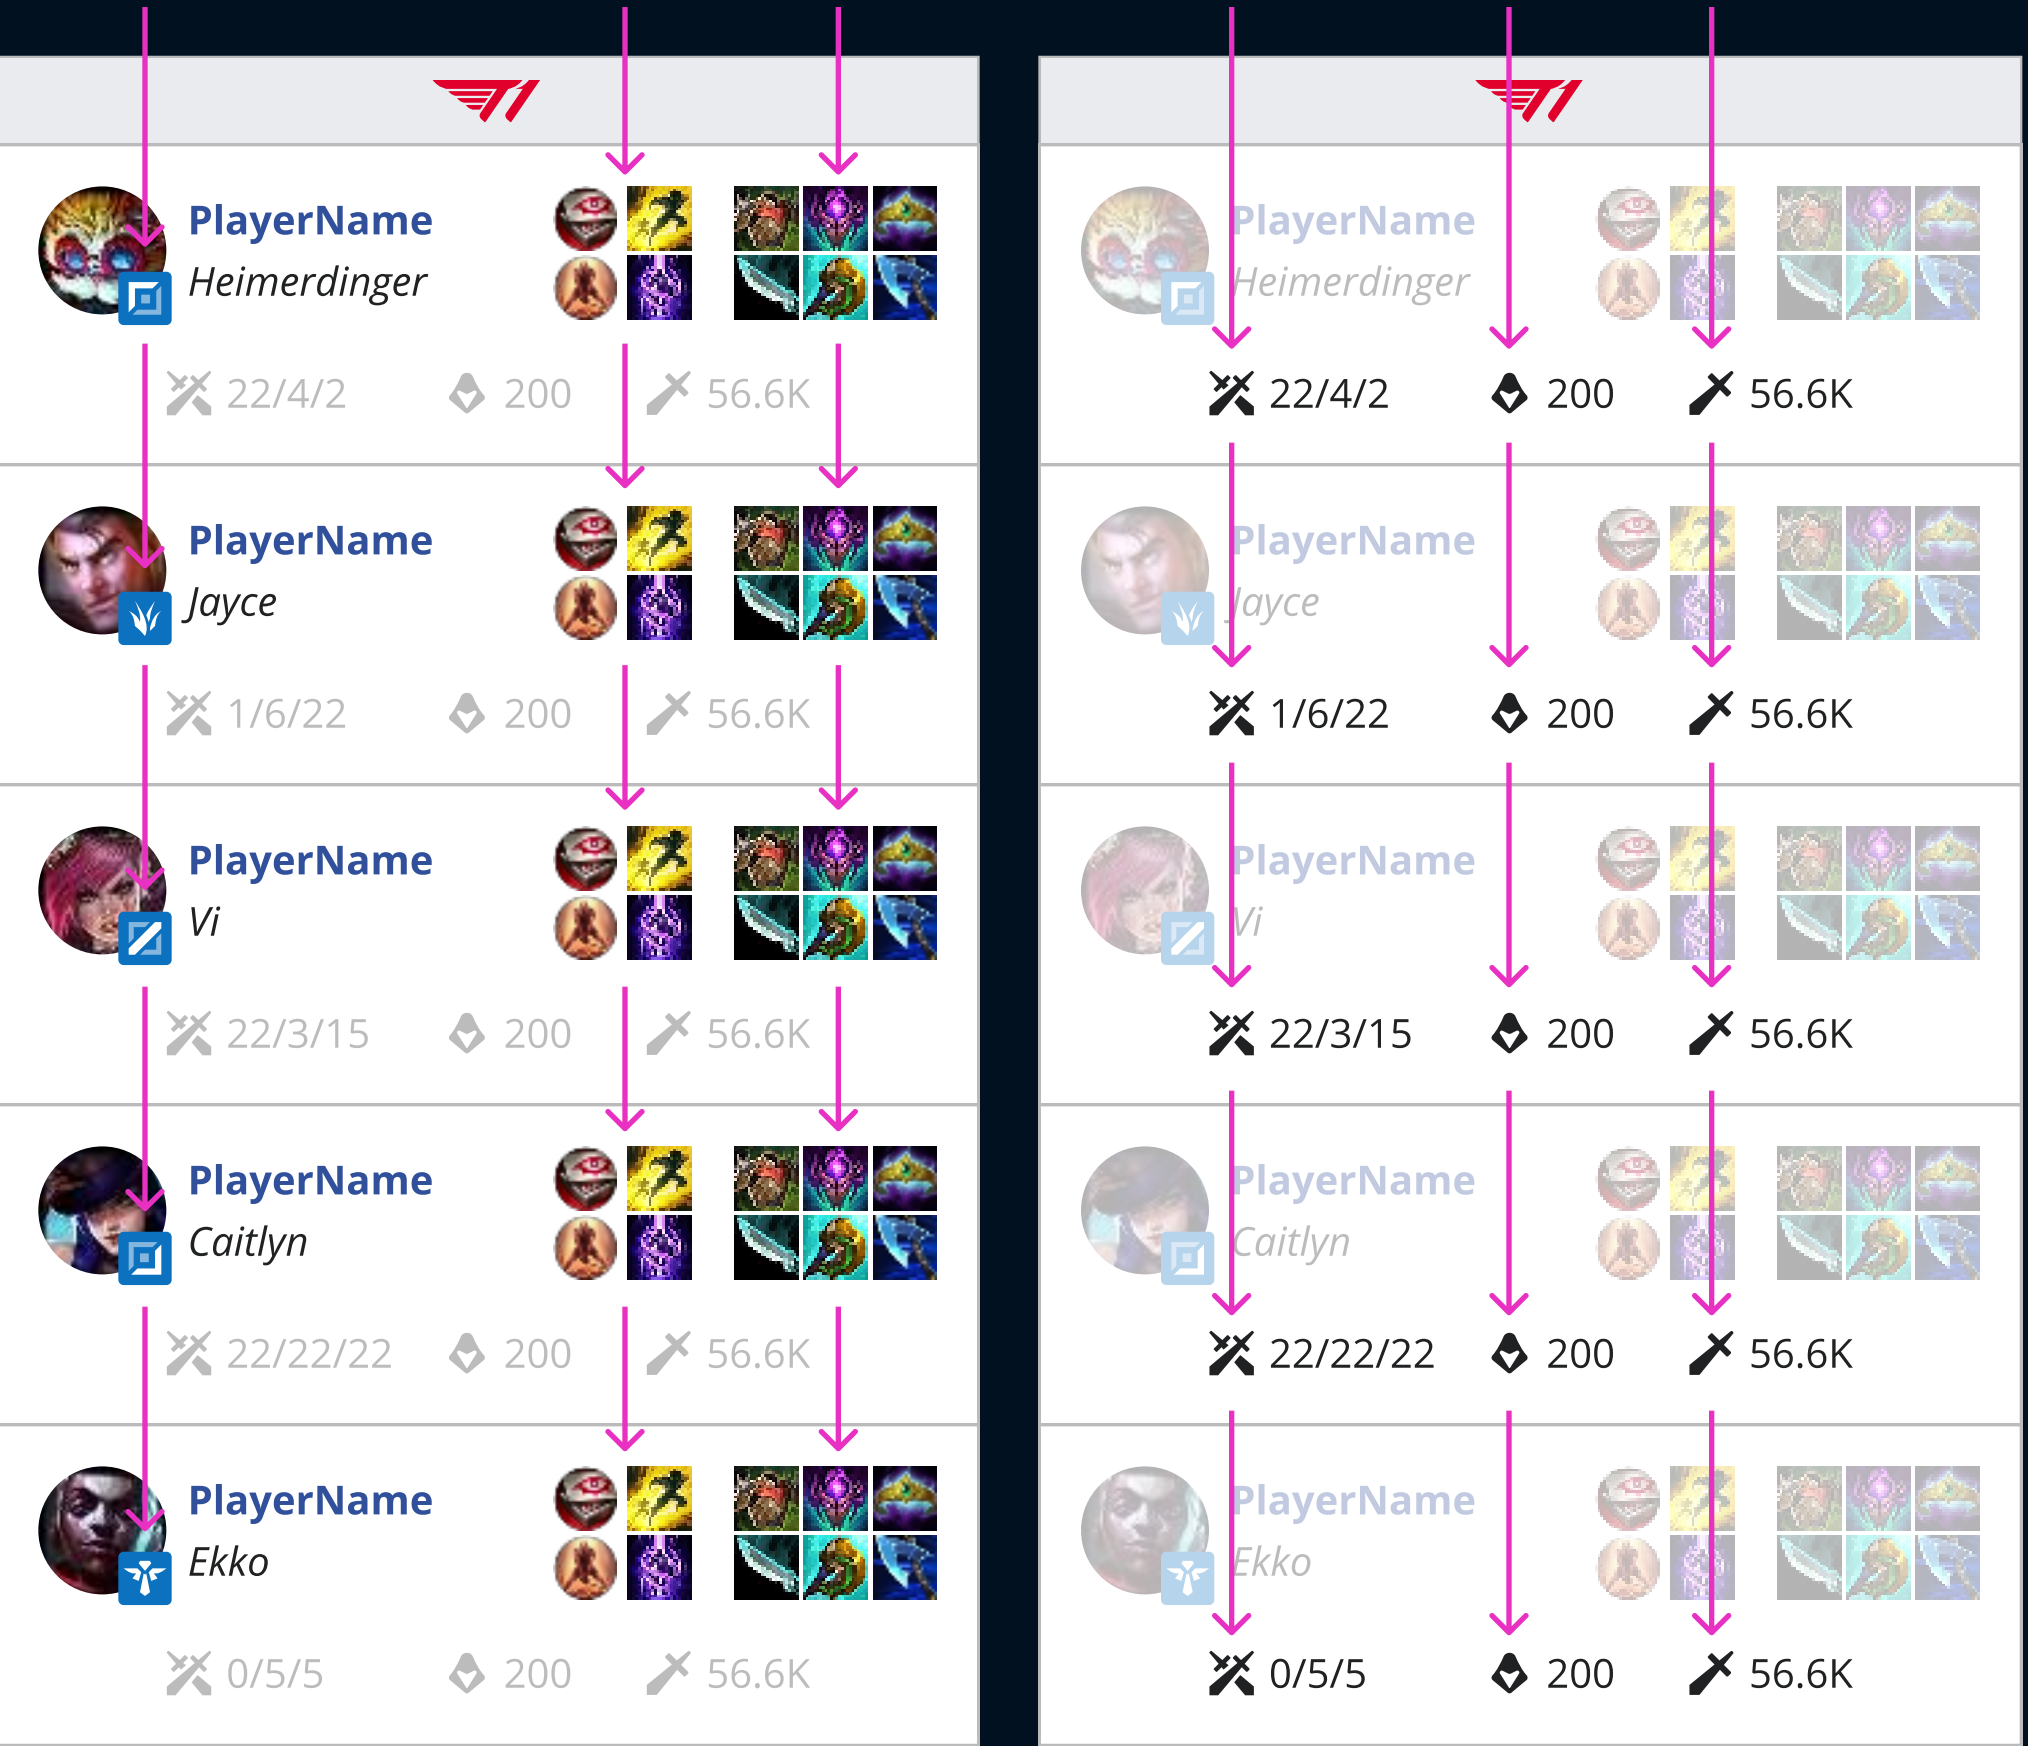 T1
PlayerName
Heimerdinger
22/4/2 200 56.6K
PlayerName
Jayce
1/6/22 200 56.6K
PlayerName
Vi
22/3/15 200 56.6K
PlayerName
Caitlyn
22/22/22 200 56.6K
PlayerName
Ekko
0/5/5 200 56.6K
T1
PlayerName
Heimerdinger
22/4/2 200 56.6K
PlayerName
Jayce
1/6/22 200 56.6K
PlayerName
Vi
22/3/15 200 56.6K
PlayerName
Caitlyn
22/22/22 200 56.6K
PlayerName
Ekko
0/5/5 200 56.6K